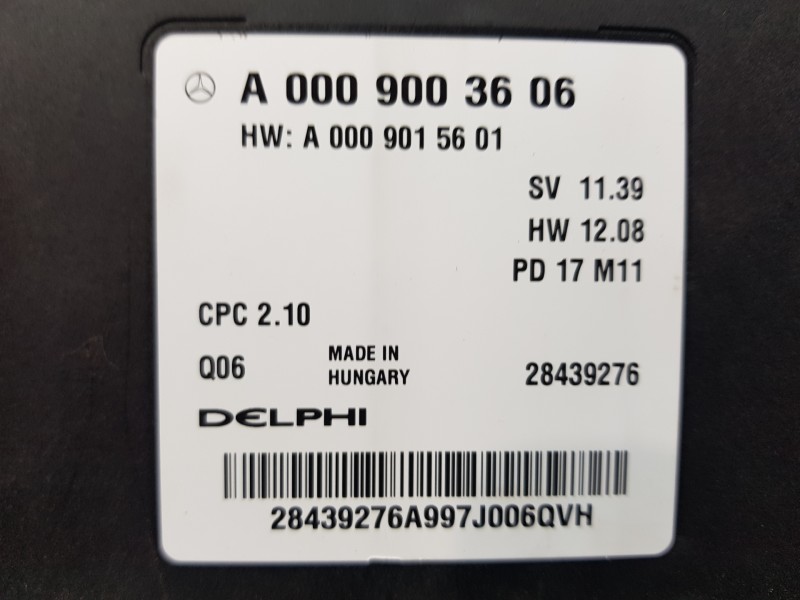 A 000 900 36 06
HW: A 000 901 56 01
SV 11.39
HW 12.08
PD 17 M11
CPC 2.10
Q06
MADE IN
HUNGARY
28439276
DELPHI
28439276A997J006QVH